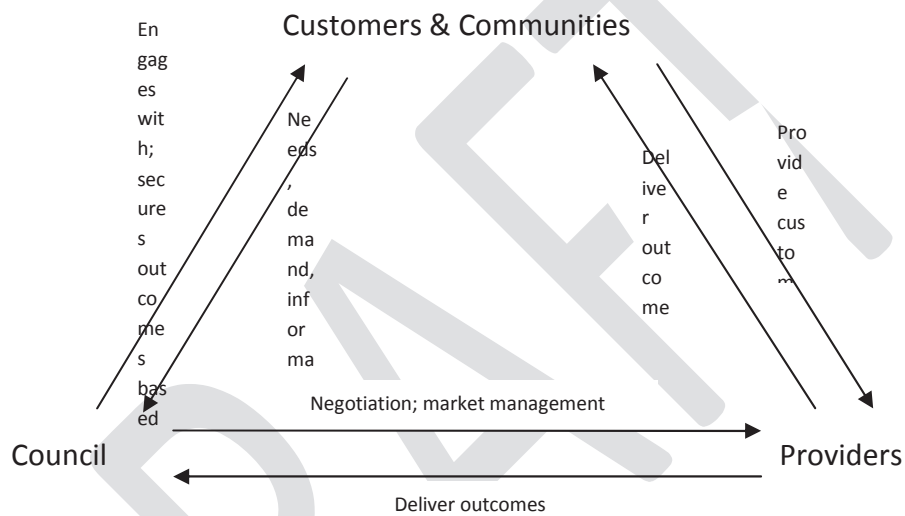 Customers & Communities
En
gag
es
wit
h;
sec
ure
s
out
co
me
s
bas
ed
Ne
eds
,
de
ma
nd,
inf
or
ma
Del
ive
r
out
co
me
Pro
vid
e
cus
to
m
Negotiation; market management
Council
Providers
Deliver outcomes
DRAFT